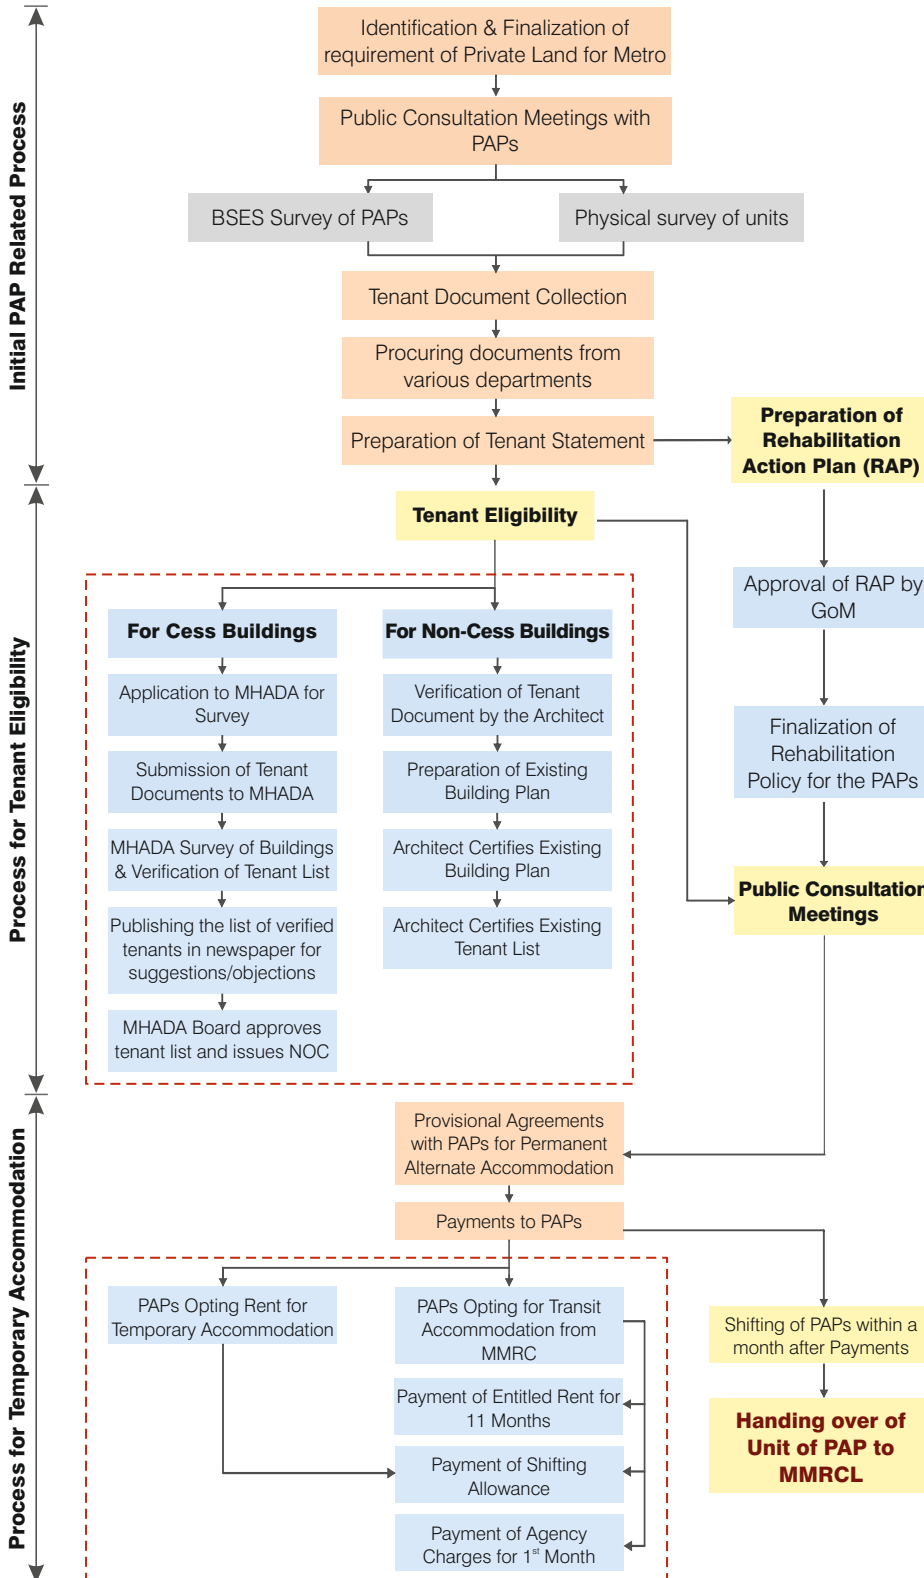 Initial PAP Related Process
Identification & Finalization of
requirement of Private Land for Metro
Public Consultation Meetings with
PAPs
BSES Survey of PAPs
Physical survey of units
Tenant Document Collection
Procuring documents from
various departments
Preparation of Tenant Statement
Preparation of
Rehabilitation
Action Plan (RAP)
Process for Tenant Eligibility
Tenant Eligibility
Approval of RAP by
GoM
Finalization of
Rehabilitation
Policy for the PAPs
Public Consultation
Meetings
For Cess Buildings
Application to MHADA for
Survey
Submission of Tenant
Documents to MHADA
MHADA Survey of Buildings
& Verification of Tenant List
Publishing the list of verified
tenants in newspaper for
suggestions/objections
MHADA Board approves
tenant list and issues NOC
For Non-Cess Buildings
Verification of Tenant
Document by the Architect
Preparation of Existing
Building Plan
Architect Certifies Existing
Building Plan
Architect Certifies Existing
Tenant List
Process for Temporary Accommodation
Provisional Agreements
with PAPs for Permanent
Alternate Accommodation
Payments to PAPs
PAPs Opting Rent for
Temporary Accommodation
PAPs Opting for Transit
Accommodation from
MMRC
Payment of Entitled Rent for
11 Months
Payment of Shifting
Allowance
Payment of Agency
Charges for 1st Month
Shifting of PAPs within a
month after Payments
Handing over of
Unit of PAP to
MMRCL